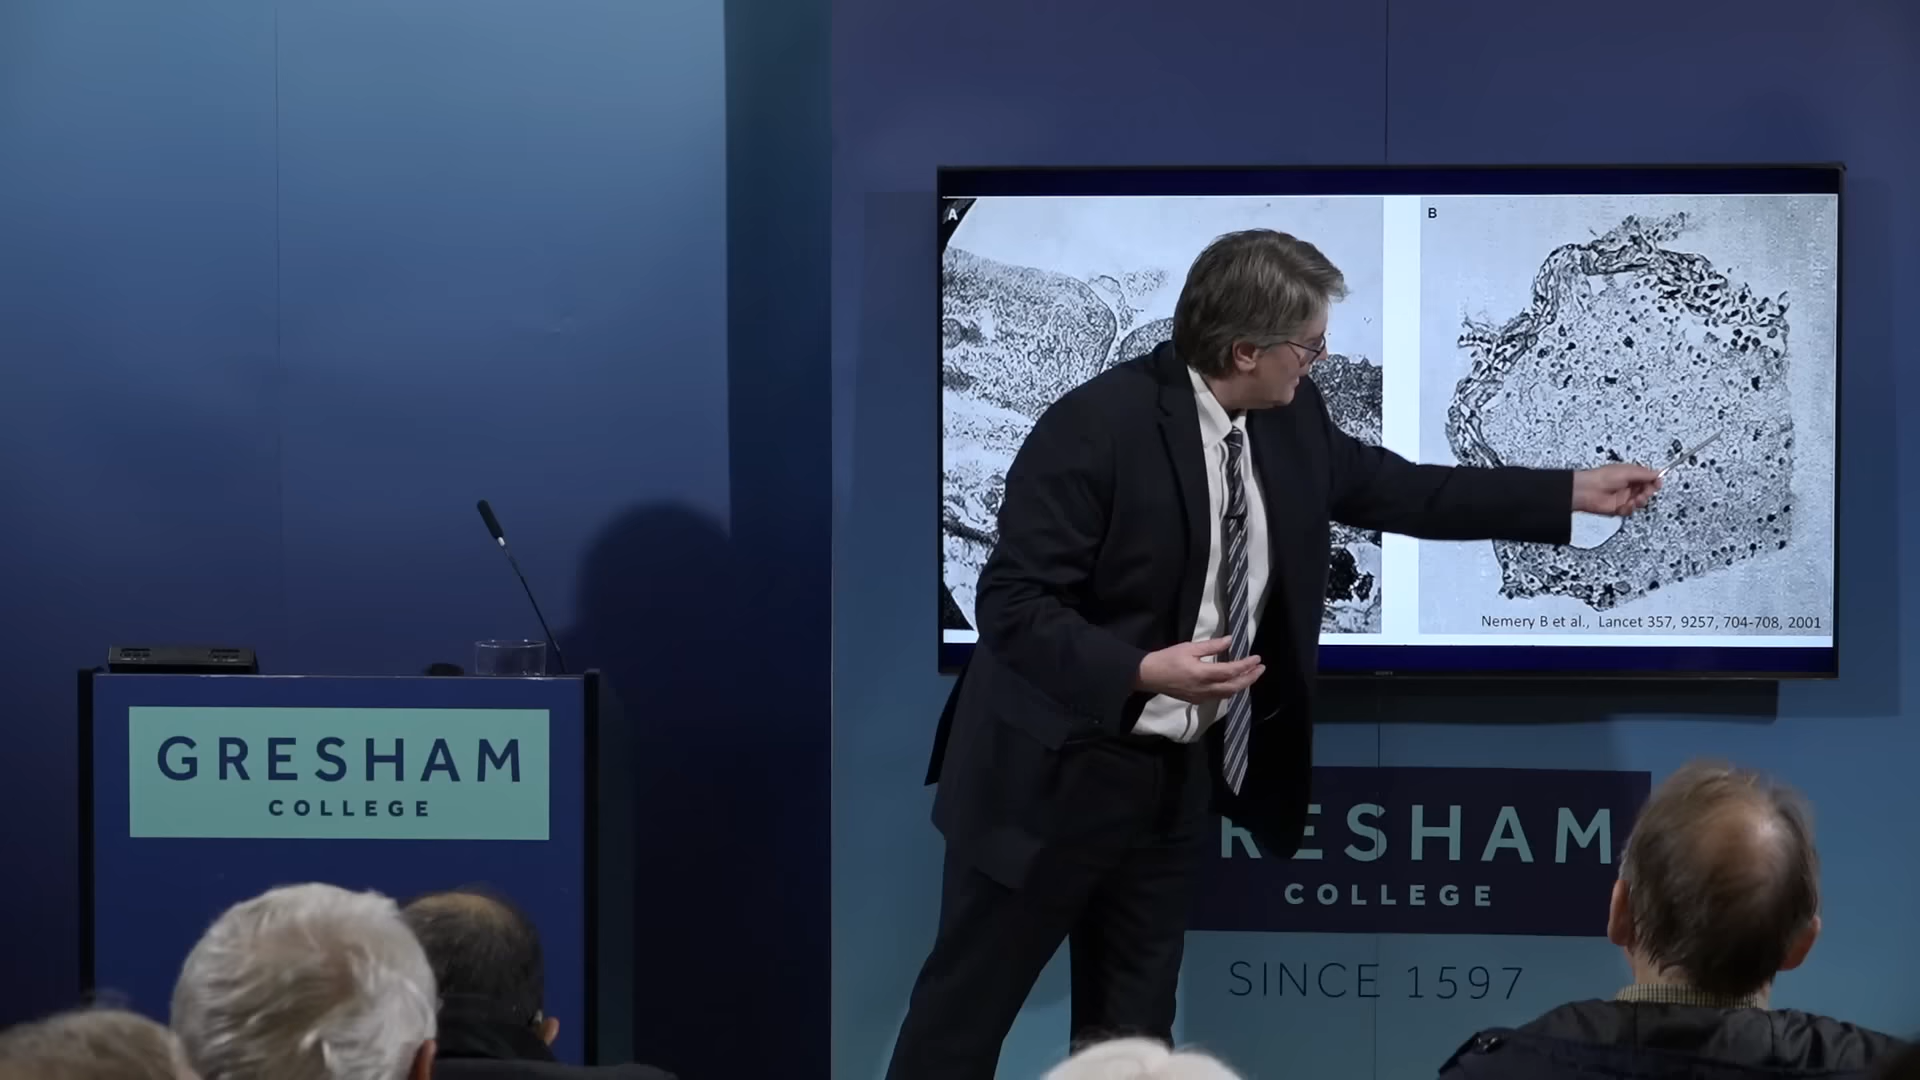 A
B
Nemery B et al., Lancet 357, 9257, 704-708, 2001
GRESHAM
COLLEGE
RESHAM
COLLEGE
SINCE 1597